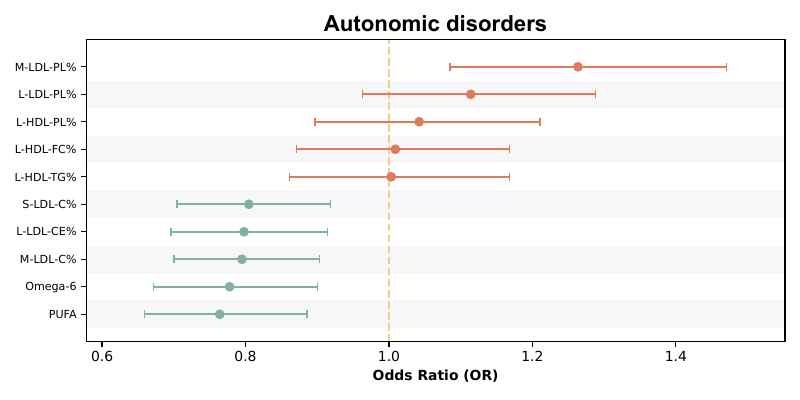 Autonomic disorders
M-LDL-PL%
L-LDL-PL%
L-HDL-PL%
L-HDL-FC%
L-HDL-TG%
S-LDL-C%
L-LDL-CE%
M-LDL-C%
Omega-6
PUFA
0.6 0.8 1.0 1.2 1.4
Odds Ratio (OR)